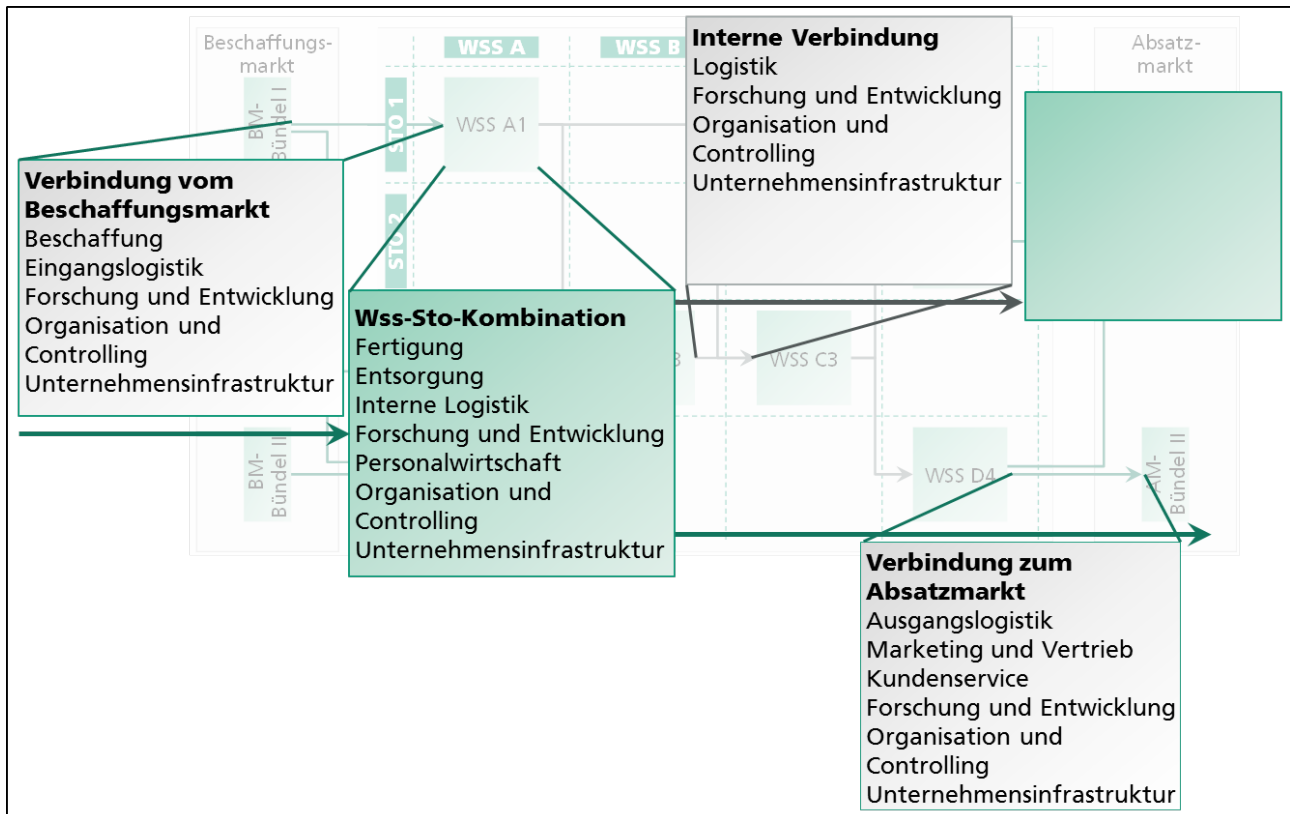 Beschaffungs-
markt
WSS A
WSS B
Absatz-
markt
BM-
Bündel I
STO 1
WSS A1
STO 2
Interne Verbindung
Logistik
Forschung und Entwicklung
Organisation und
Controlling
Unternehmensinfrastruktur
Verbindung vom
Beschaffungsmarkt
Beschaffung
Eingangslogistik
Forschung und Entwicklung
Organisation und
Controlling
Unternehmensinfrastruktur
Wss-Sto-Kombination
Fertigung
Entsorgung
Interne Logistik
Forschung und Entwicklung
Personalwirtschaft
Organisation und
Controlling
Unternehmensinfrastruktur
WSS C3
BM-
Bündel II
WSS D4
AM-
Bündel II
Verbindung zum
Absatzmarkt
Ausgangslogistik
Marketing und Vertrieb
Kundenservice
Forschung und Entwicklung
Organisation und
Controlling
Unternehmensinfrastruktur